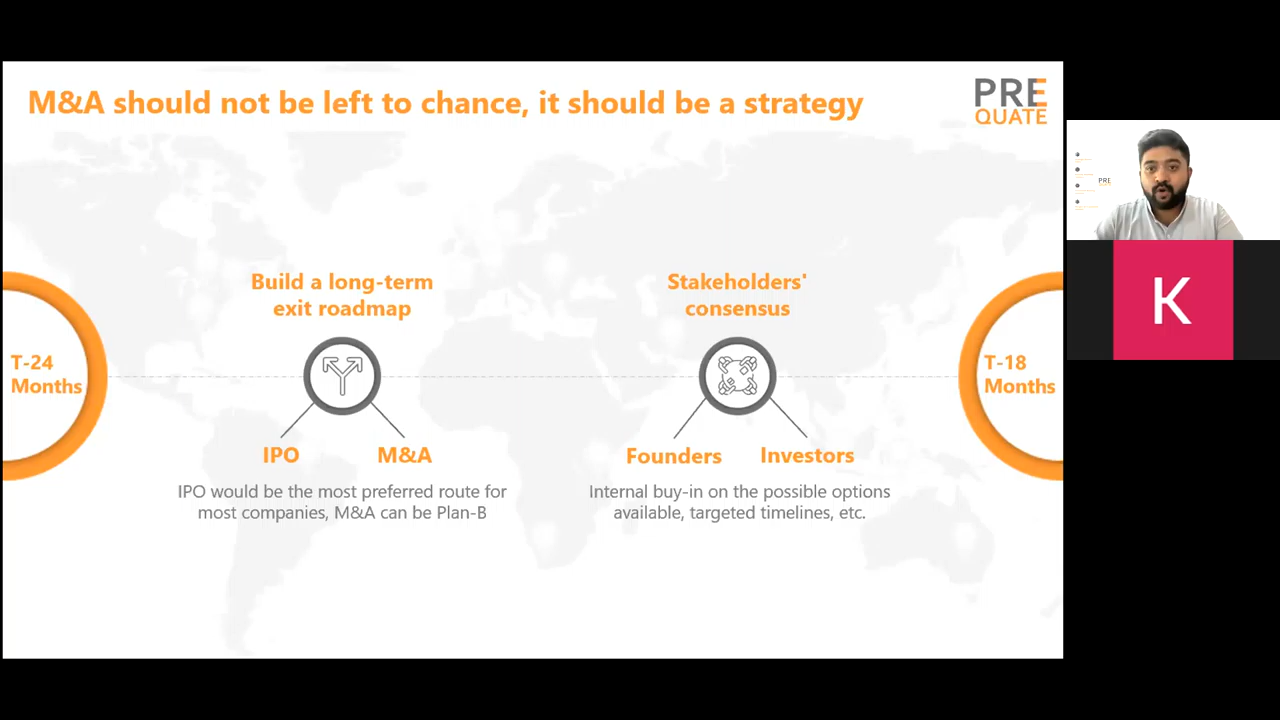 M&A should not be left to chance, it should be a strategy
PRE
QUATE
Build a long-term
exit roadmap
Stakeholders'
consensus
T-24
Months
T-18
Months
IPO
M&A
Founders
Investors
IPO would be the most preferred route for
most companies, M&A can be Plan-B
Internal buy-in on the possible options
available, targeted timelines, etc.
PRE
K